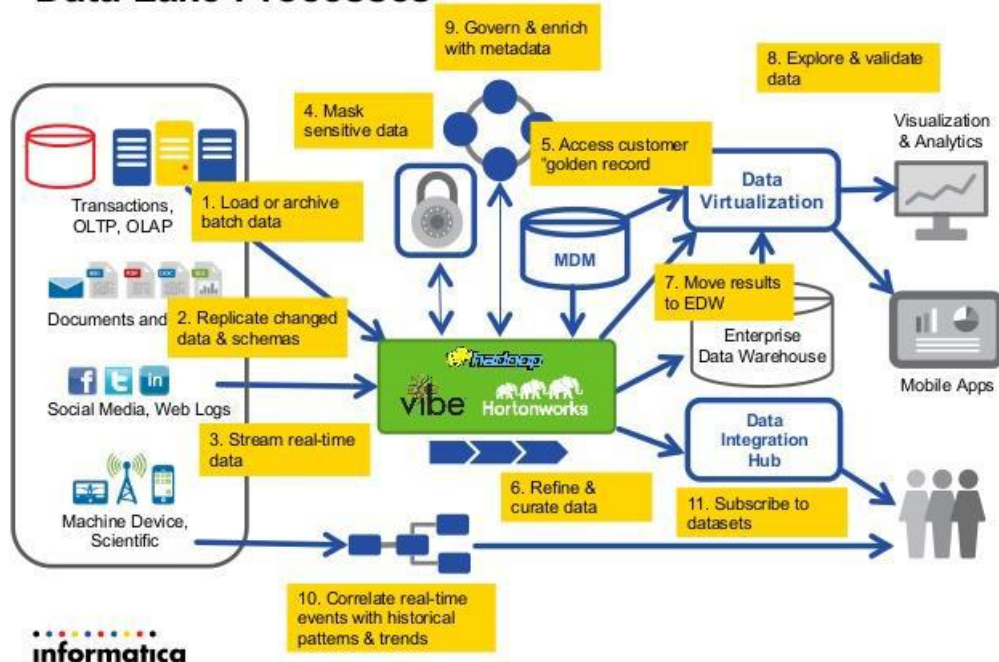 Data Lake Processes
9. Govern & enrich
with metadata
8. Explore & validate
data
4. Mask
sensitive data
5. Access customer
"golden record
Visualization
& Analytics
Data
Virtualization
Transactions,
OLTP, OLAP
1. Load or archive
batch data
MDM
7. Move results
to EDW
PDF
DOC
XLS
Documents and
2. Replicate changed
data & schemas
Enterprise
Data Warehouse
Mobile Apps
hadoop
vibe
Hortonworks
f
t
in
Social Media, Web Logs
3. Stream real-time
data
Data
Integration
Hub
6. Refine &
curate data
11. Subscribe to
datasets
Machine Device,
Scientific
10. Correlate real-time
events with historical
patterns & trends
informatica